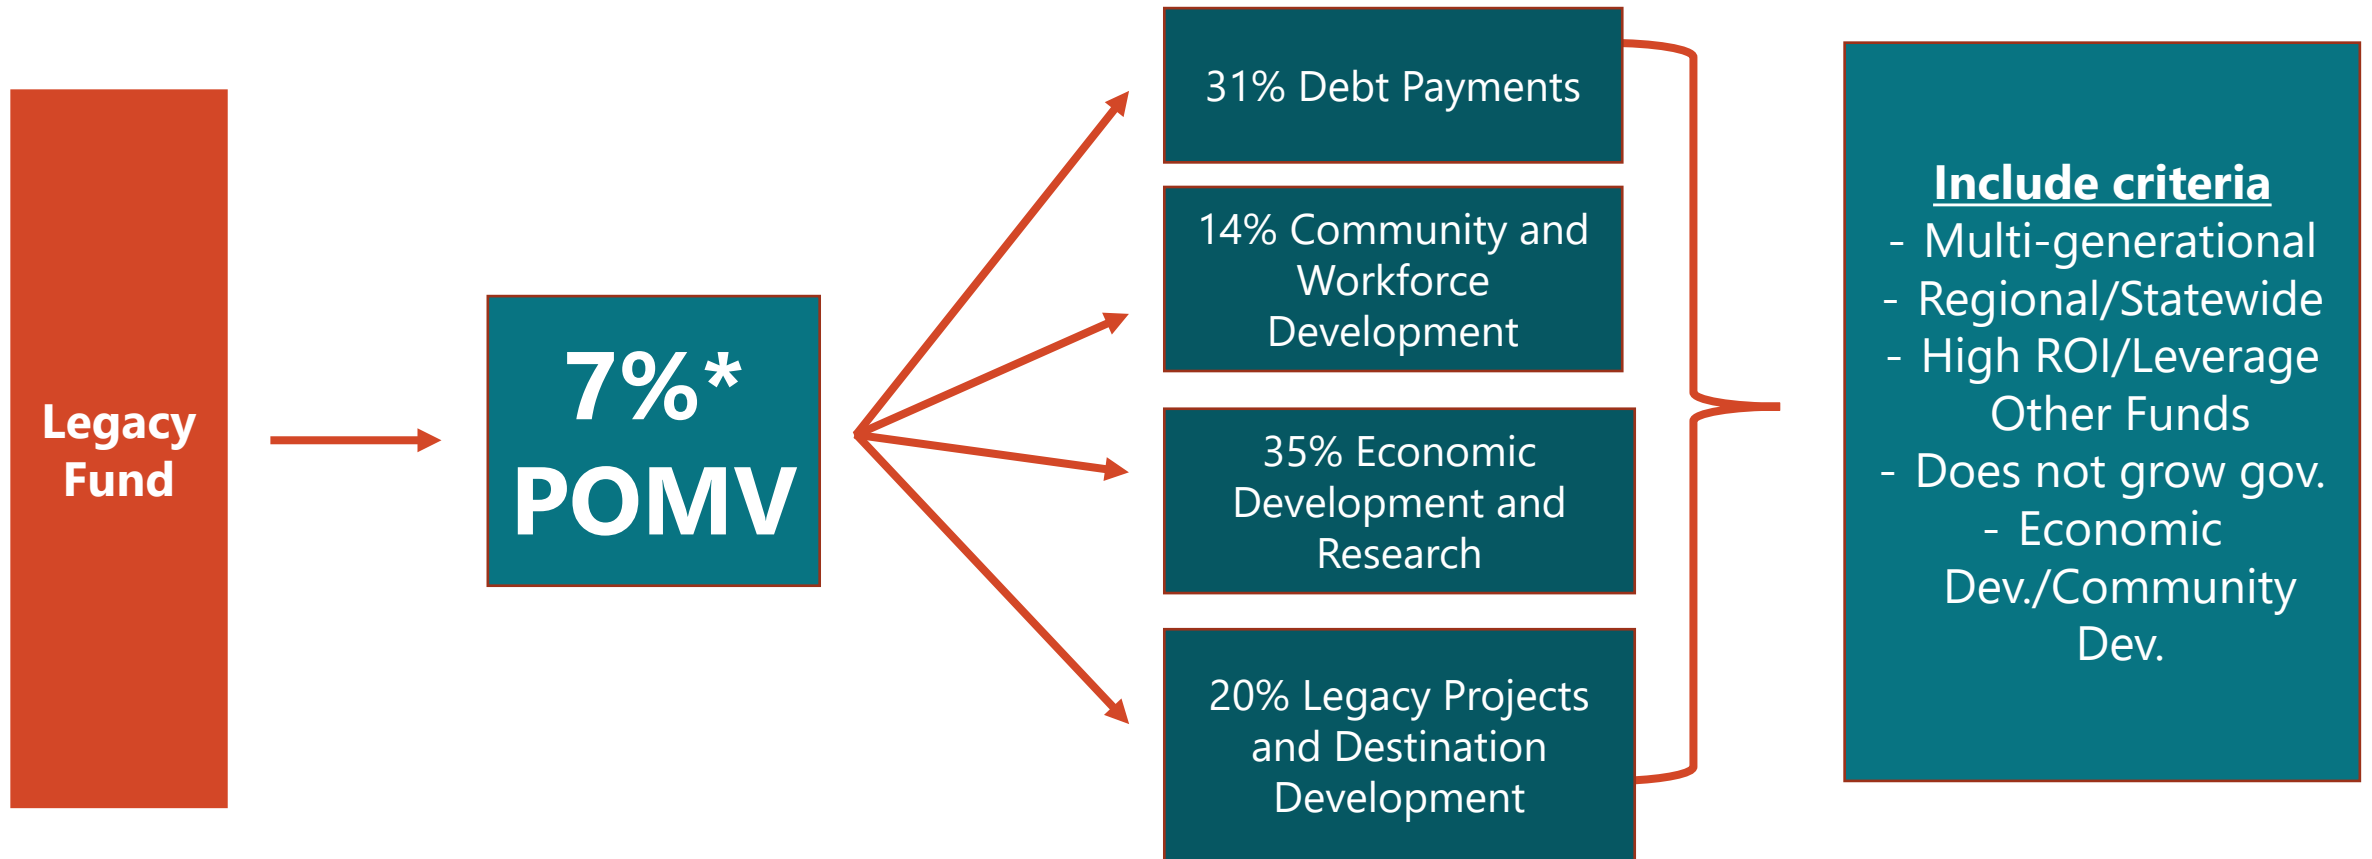 Legacy
Fund
7%*
POMV
31% Debt Payments
14% Community and
Workforce
Development
35% Economic
Development and
Research
20% Legacy Projects
and Destination
Development
Include criteria
- Multi-generational
- Regional/Statewide
- High ROI/Leverage
Other Funds
- Does not grow gov.
- Economic
Dev./Community
Dev.